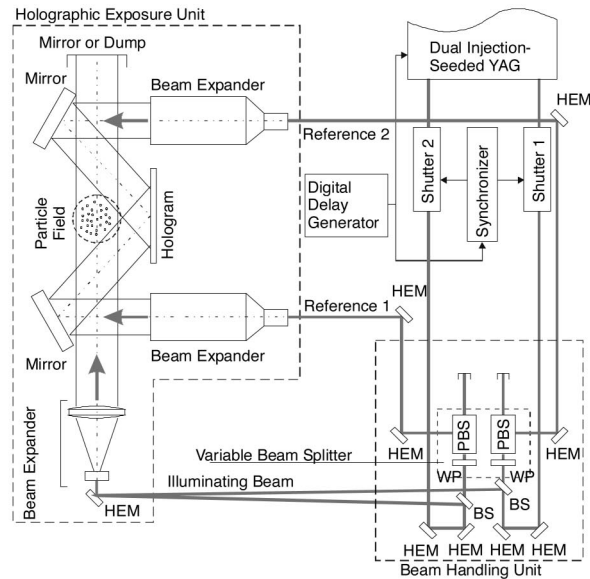 Holographic Exposure Unit
Mirror or Dump
Mirror
Beam Expander
Dual Injection-
Seeded YAG
HEM
Reference 2
Shutter 2
Synchronizer
Shutter 1
Digital
Delay
Generator
Particle
Field
Hologram
Reference 1
HEM
Mirror
Beam Expander
Beam Expander
PBS
PBS
HEM
HEM
Variable Beam Splitter
WP
WP
Illuminating Beam
HEM
BS
BS
HEM
HEM
HEM
HEM
Beam Handling Unit